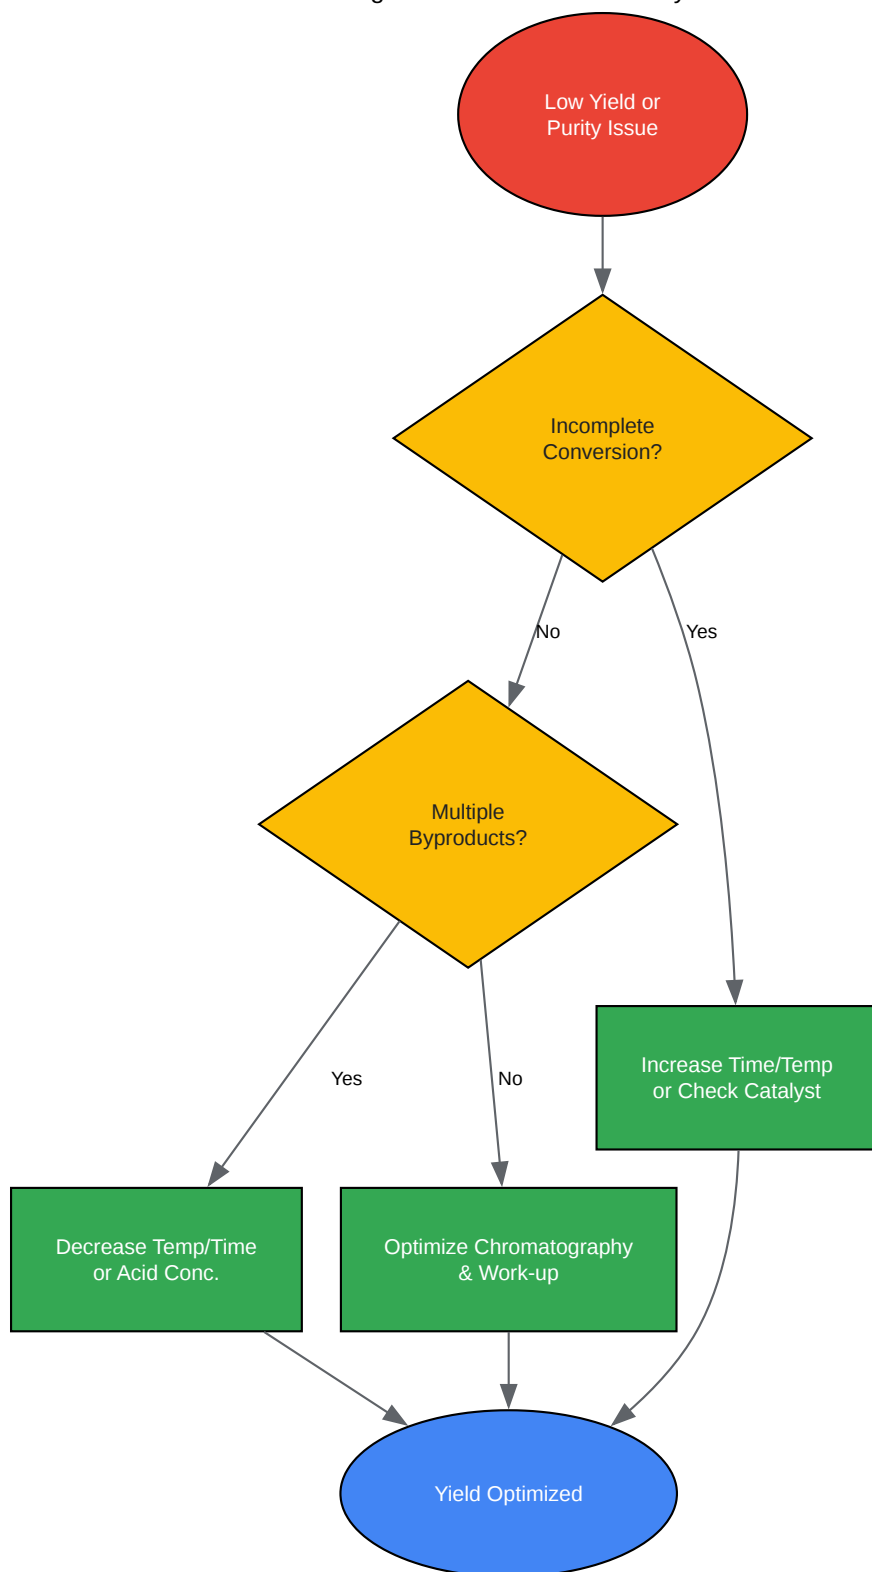 Low Yield or
Purity Issue
Incomplete
Conversion?
No
Yes
Multiple
Byproducts?
Increase Time/Temp
or Check Catalyst
Yes
No
Decrease Temp/Time
or Acid Conc.
Optimize Chromatography
& Work-up
Yield Optimized